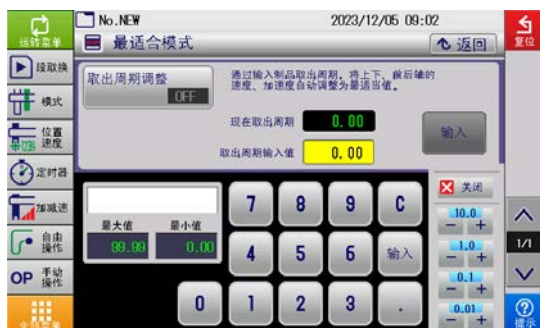 No.NEW
2023/12/05 09:02
运转菜单
最适合模式
返回
复位
段取换
模式
位置
速度
定时器
加减速
自由
操作
OP 手动
操作
全局菜单
取出周期调整
OFF
通过输入制品取出周期，将上下、前后轴的
速度、加速度自动调整为最适当值。
现在取出周期 0.00
取出周期输入值 0.00
输入
关闭
最大值 最小值
99.99 0.00
7 8 9 C
4 5 6 输入
0 1 2 3 .
10.0
- +
1.0
- +
0.1
- +
0.01
- +
1/1
提示